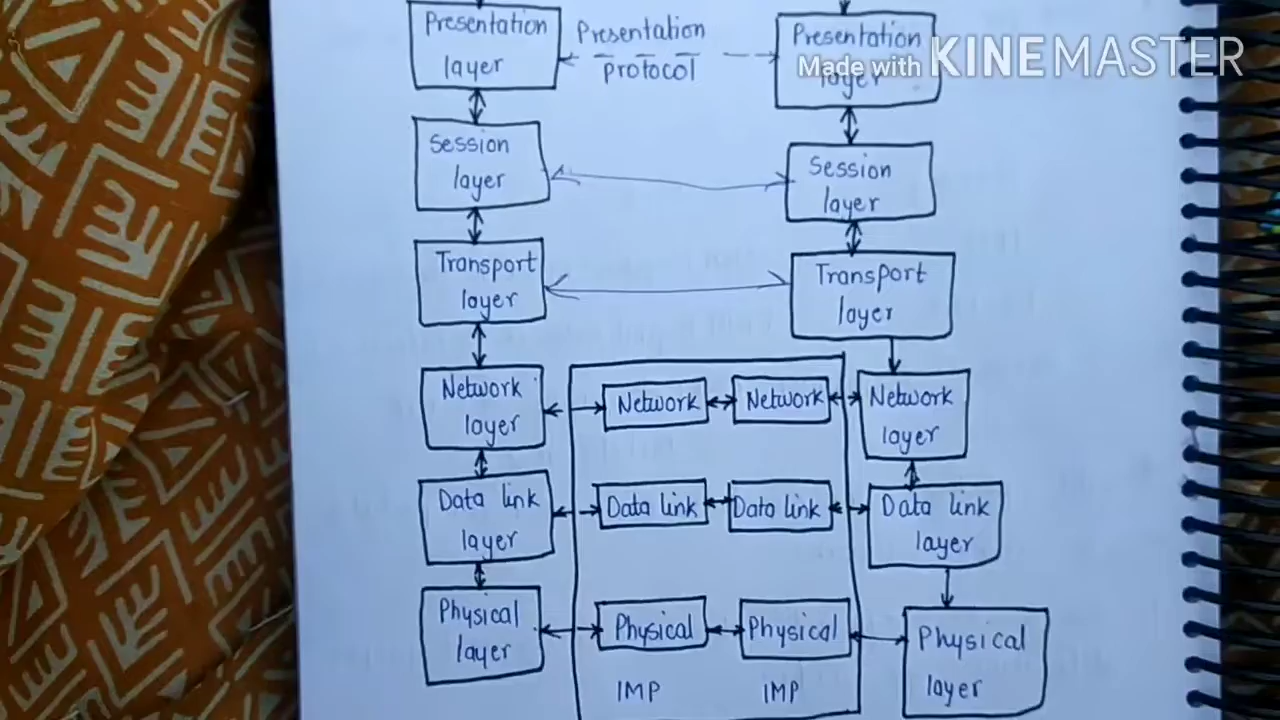 Presentation
layer
Presentation
protocol
Presentation
layer
Made with KINEMASTER
Session
layer
Session
layer
Transport
layer
Transport
layer
Network
layer
Network
Network
Network
layer
Data link
layer
Data link
Data link
Data link
layer
Physical
layer
Physical
Physical
Physical
layer
IMP
IMP